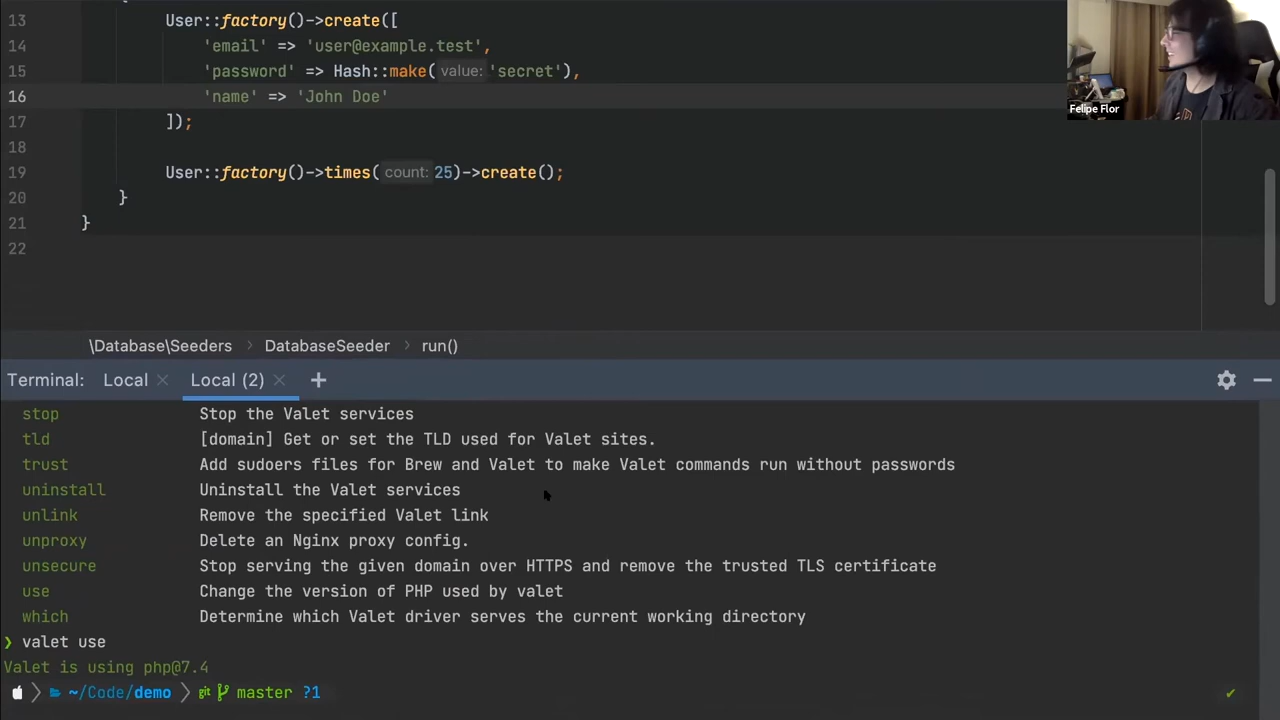 13 User::factory()->create([
14 'email' => 'user@example.test',
15 'password' => Hash::make( value: 'secret'),
16 'name' => 'John Doe'
17 ]);
18
19 User::factory()->times( count: 25)->create();
20 }
21 }
22
Felipe Flor
\Database\Seeders > DatabaseSeeder > run()
Terminal: Local × Local (2) × +
stop Stop the Valet services
tld [domain] Get or set the TLD used for Valet sites.
trust Add sudoers files for Brew and Valet to make Valet commands run without passwords
uninstall Uninstall the Valet services
unlink Remove the specified Valet link
unproxy Delete an Nginx proxy config.
unsecure Stop serving the given domain over HTTPS and remove the trusted TLS certificate
use Change the version of PHP used by valet
which Determine which Valet driver serves the current working directory
❯ valet use
Valet is using php@7.4
~/Code/demo git master ?1 ✔